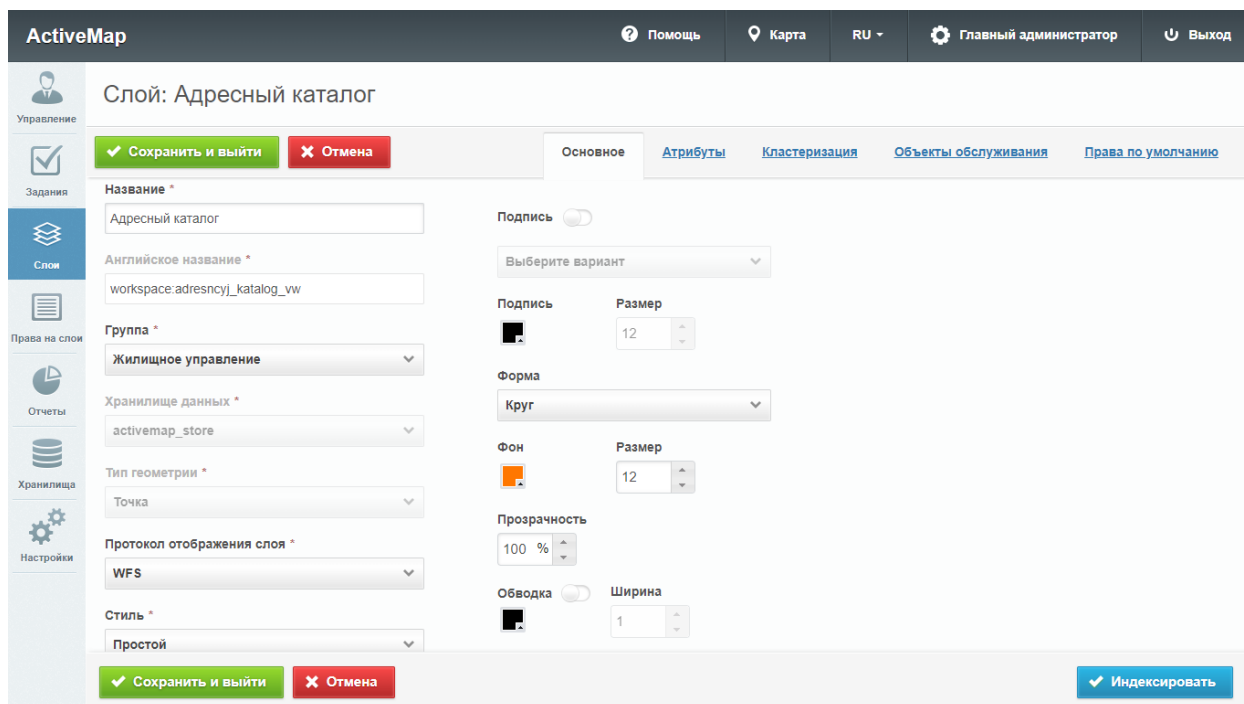 ActiveMap
Помощь
Карта
RU
Главный администратор
Выход
Управление
Задания
Слои
Права на слои
Отчеты
Хранилища
Настройки
Слой: Адресный каталог
Сохранить и выйти
Отмена
Основное
Атрибуты
Кластеризация
Объекты обслуживания
Права по умолчанию
Название *
Адресный каталог
Английское название *
workspace:adresncyj_katalog_vw
Группа *
Жилищное управление
Хранилище данных *
activemap_store
Тип геометрии *
Точка
Протокол отображения слоя *
WFS
Стиль *
Простой
Подпись
Выберите вариант
Подпись
Размер
12
Форма
Круг
Фон
Размер
12
Прозрачность
100 %
Обводка
Ширина
1
Сохранить и выйти
Отмена
Индексировать